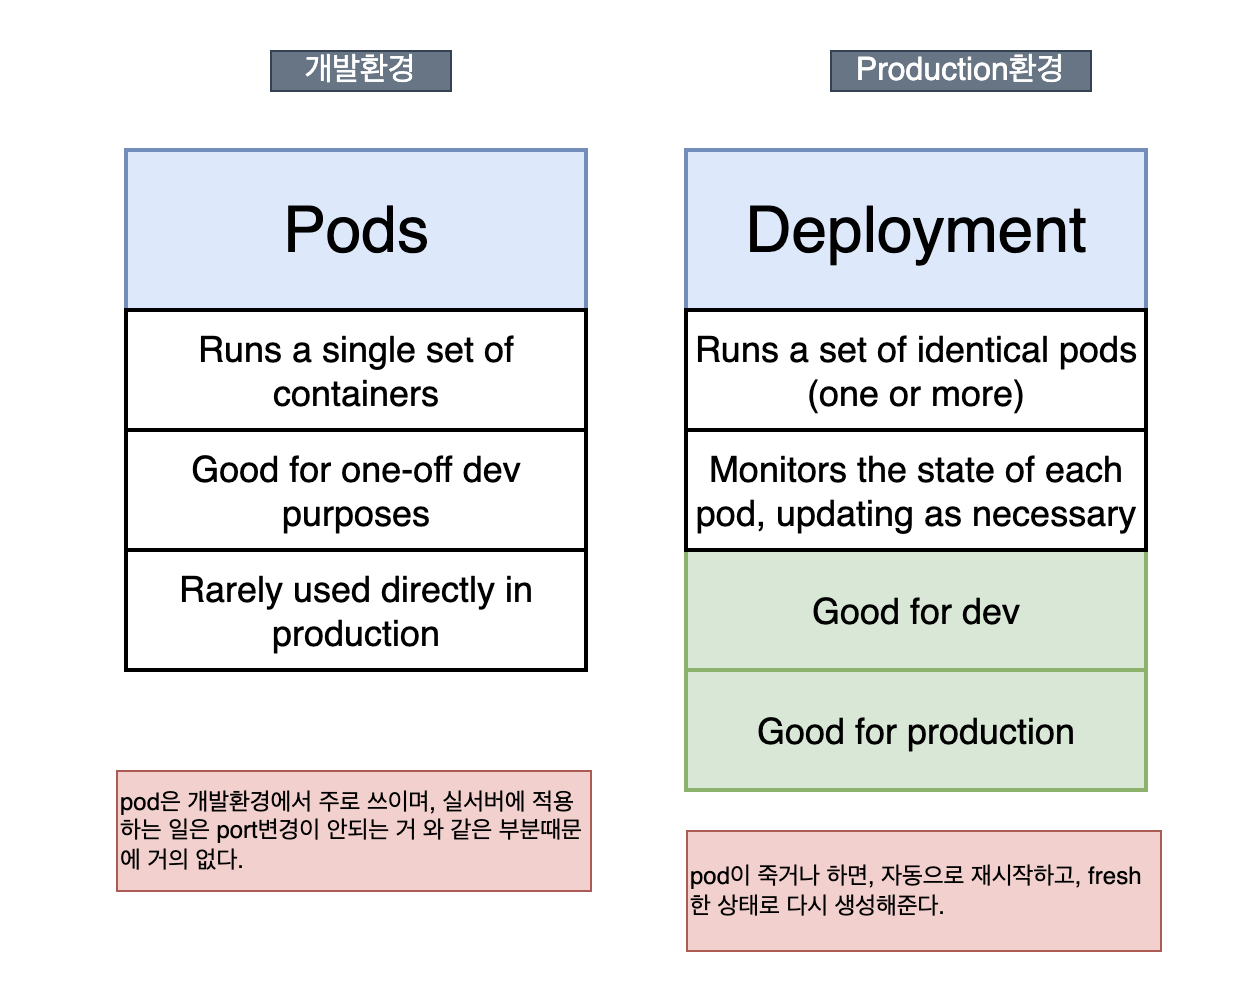 개발환경
Pods
Runs a single set of
containers
Good for one-off dev
purposes
Rarely used directly in
production
pod은 개발환경에서 주로 쓰이며, 실서버에 적용
하는 일은 port변경이 안되는 거 와 같은 부분때문
에 거의 없다.
Production환경
Deployment
Runs a set of identical pods
(one or more)
Monitors the state of each
pod, updating as necessary
Good for dev
Good for production
pod이 죽거나 하면, 자동으로 재시작하고, fresh
한 상태로 다시 생성해준다.